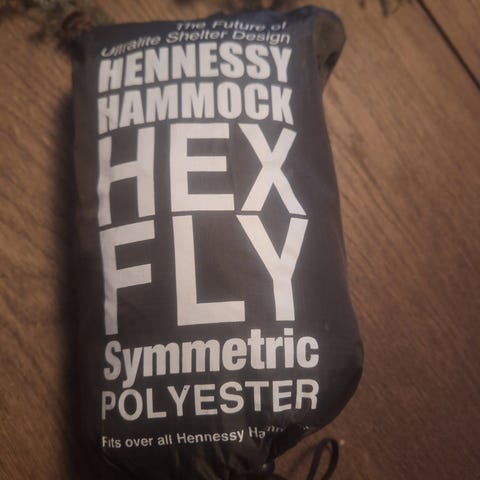 The Future of
Ultralite Shelter Design
HENNESSY
HAMMOCK
HEX
FLY
Symmetric
POLYESTER
Fits over all Hennessy